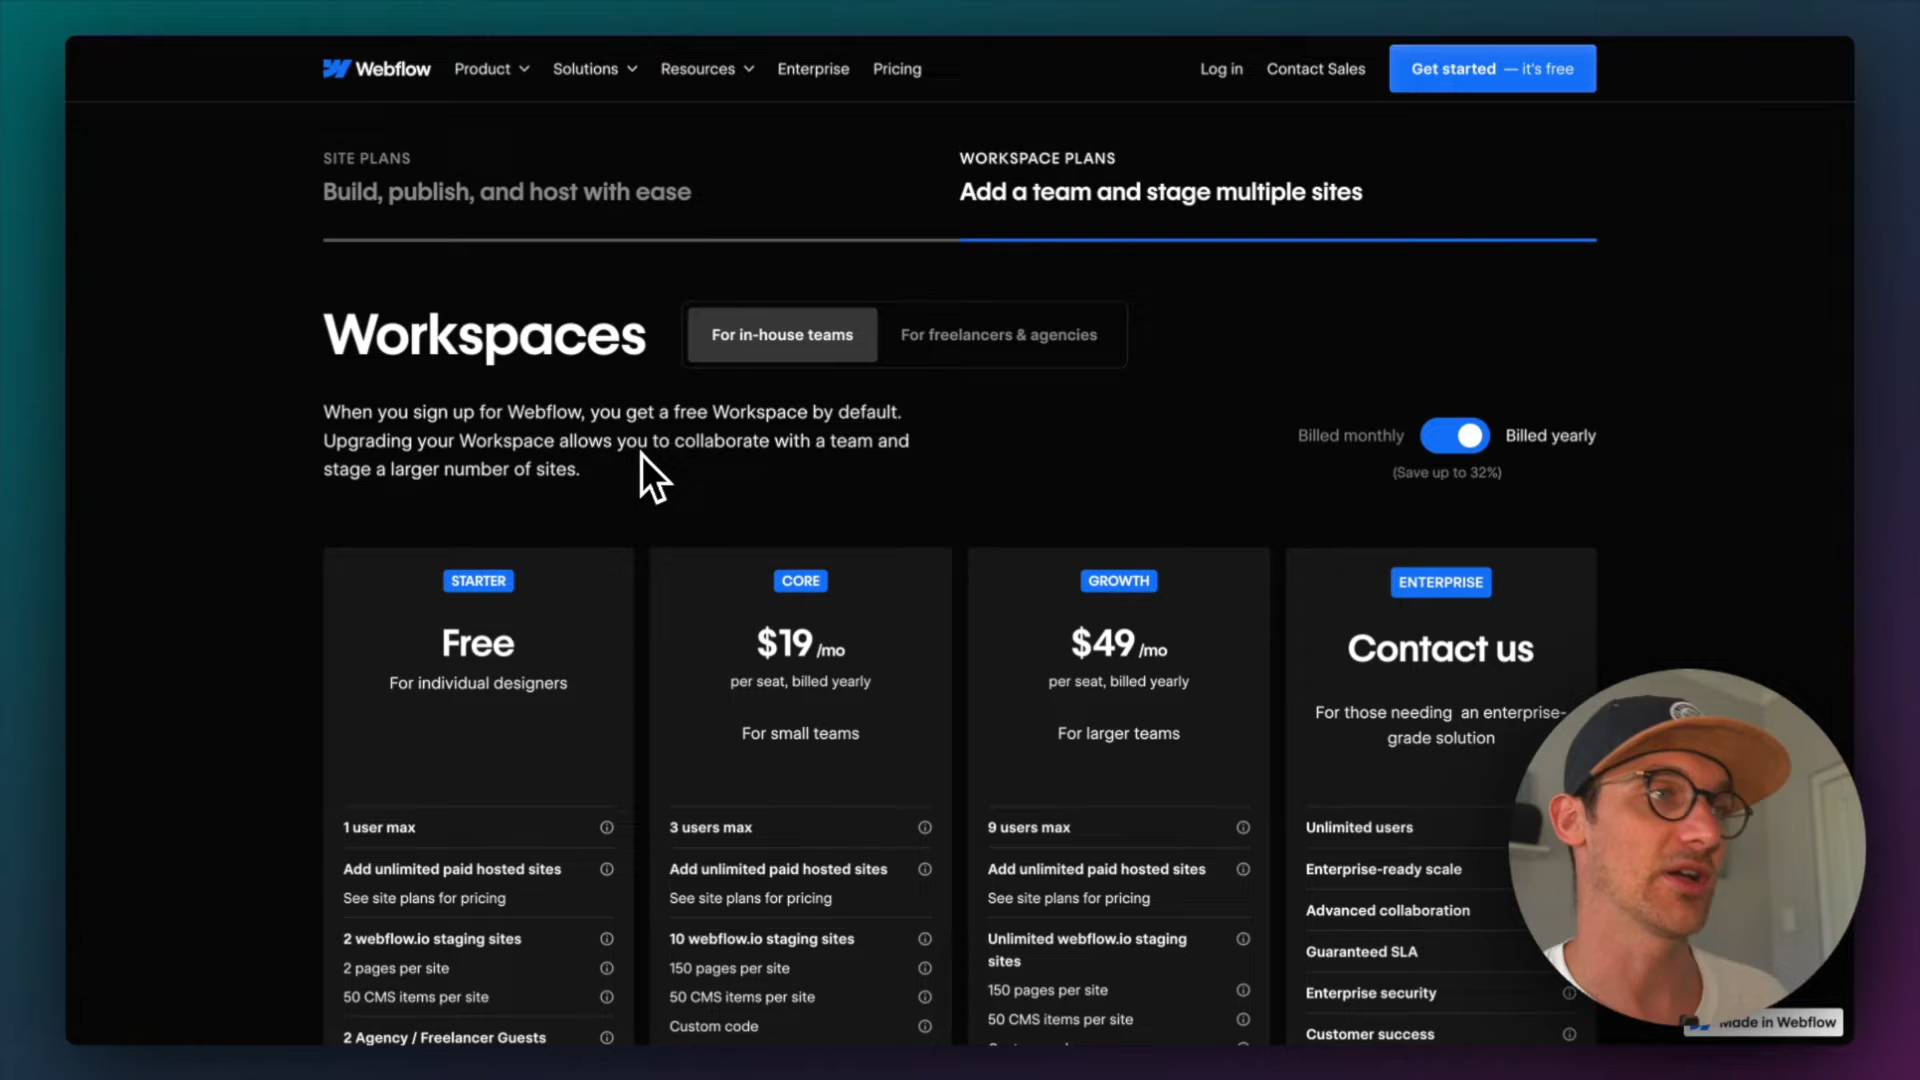 Webflow Product Solutions Resources Enterprise Pricing Log in Contact Sales Get started — it's free
SITE PLANS
Build, publish, and host with ease
WORKSPACE PLANS
Add a team and stage multiple sites
Workspaces
For in-house teams For freelancers & agencies
When you sign up for Webflow, you get a free Workspace by default.
Upgrading your Workspace allows you to collaborate with a team and
stage a larger number of sites.
Billed monthly Billed yearly
(Save up to 32%)
STARTER
Free
For individual designers
1 user max
Add unlimited paid hosted sites
See site plans for pricing
2 webflow.io staging sites
2 pages per site
50 CMS items per site
2 Agency / Freelancer Guests
CORE
$19 /mo
per seat, billed yearly
For small teams
3 users max
Add unlimited paid hosted sites
See site plans for pricing
10 webflow.io staging sites
150 pages per site
50 CMS items per site
Custom code
GROWTH
$49 /mo
per seat, billed yearly
For larger teams
9 users max
Add unlimited paid hosted sites
See site plans for pricing
Unlimited webflow.io staging
sites
150 pages per site
50 CMS items per site
ENTERPRISE
Contact us
For those needing an enterprise-
grade solution
Unlimited users
Enterprise-ready scale
Advanced collaboration
Guaranteed SLA
Enterprise security
Customer success
Made in Webflow